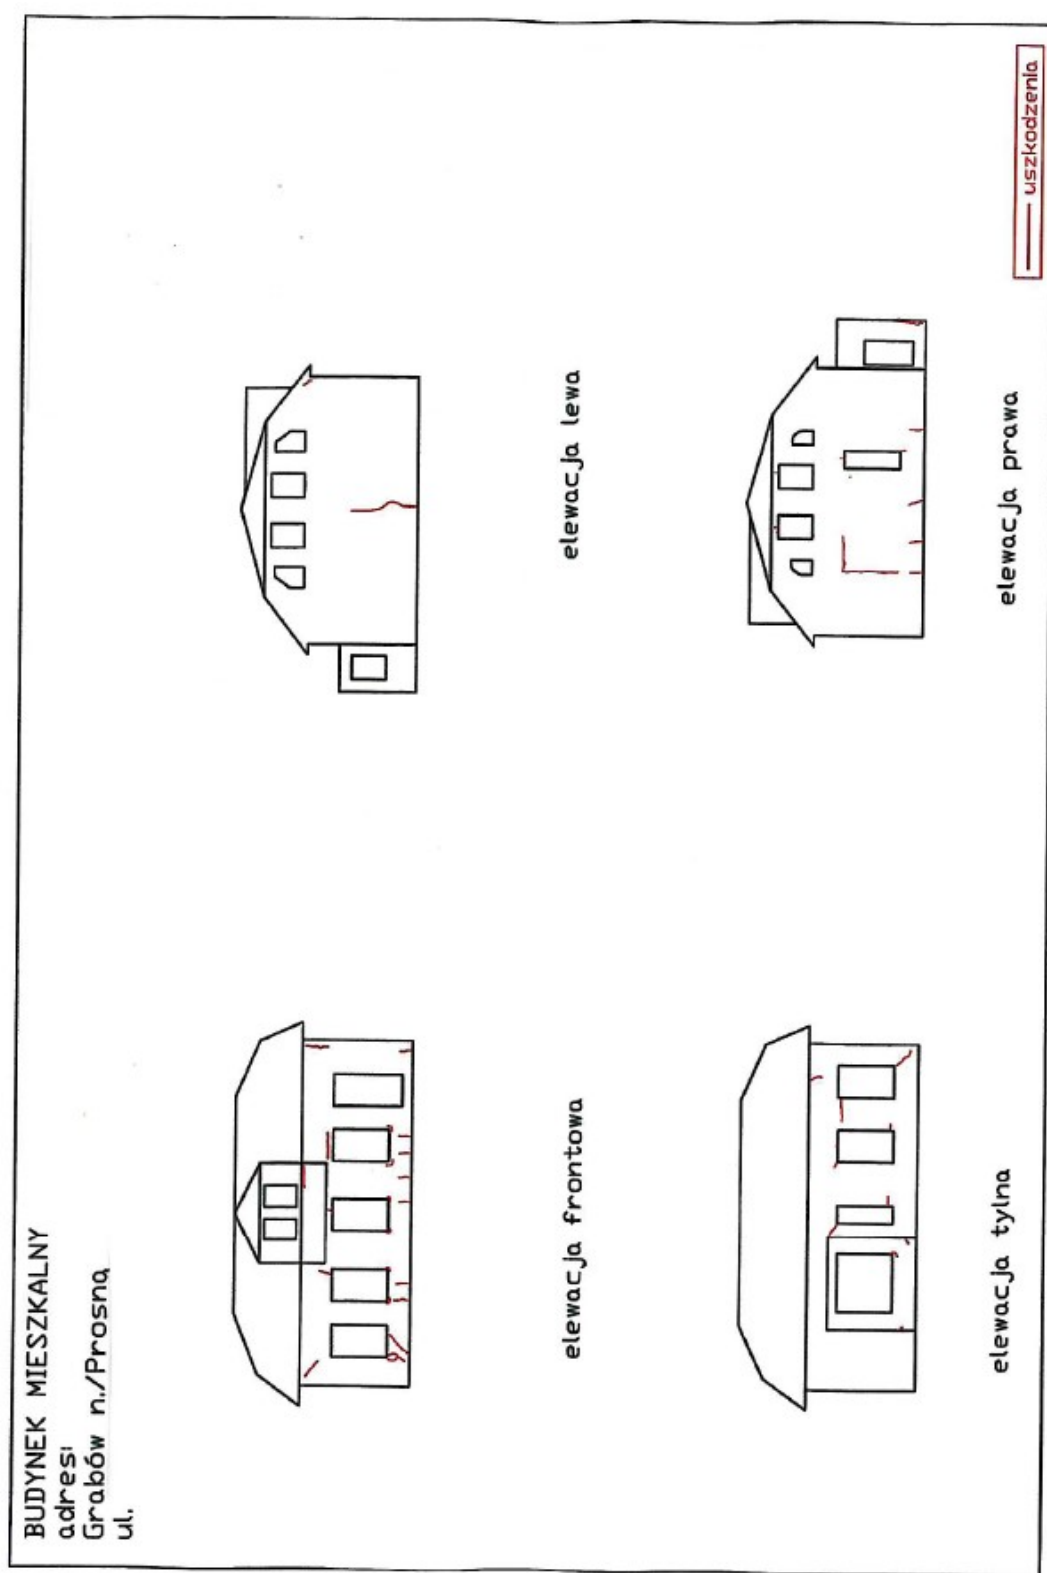 BUDYNEK MIESZKALNY
adres:
Grabów n./Prosną
ul.
elewacja frontowa
elewacja lewa
elewacja tylna
elewacja prawa
uszkodzenia